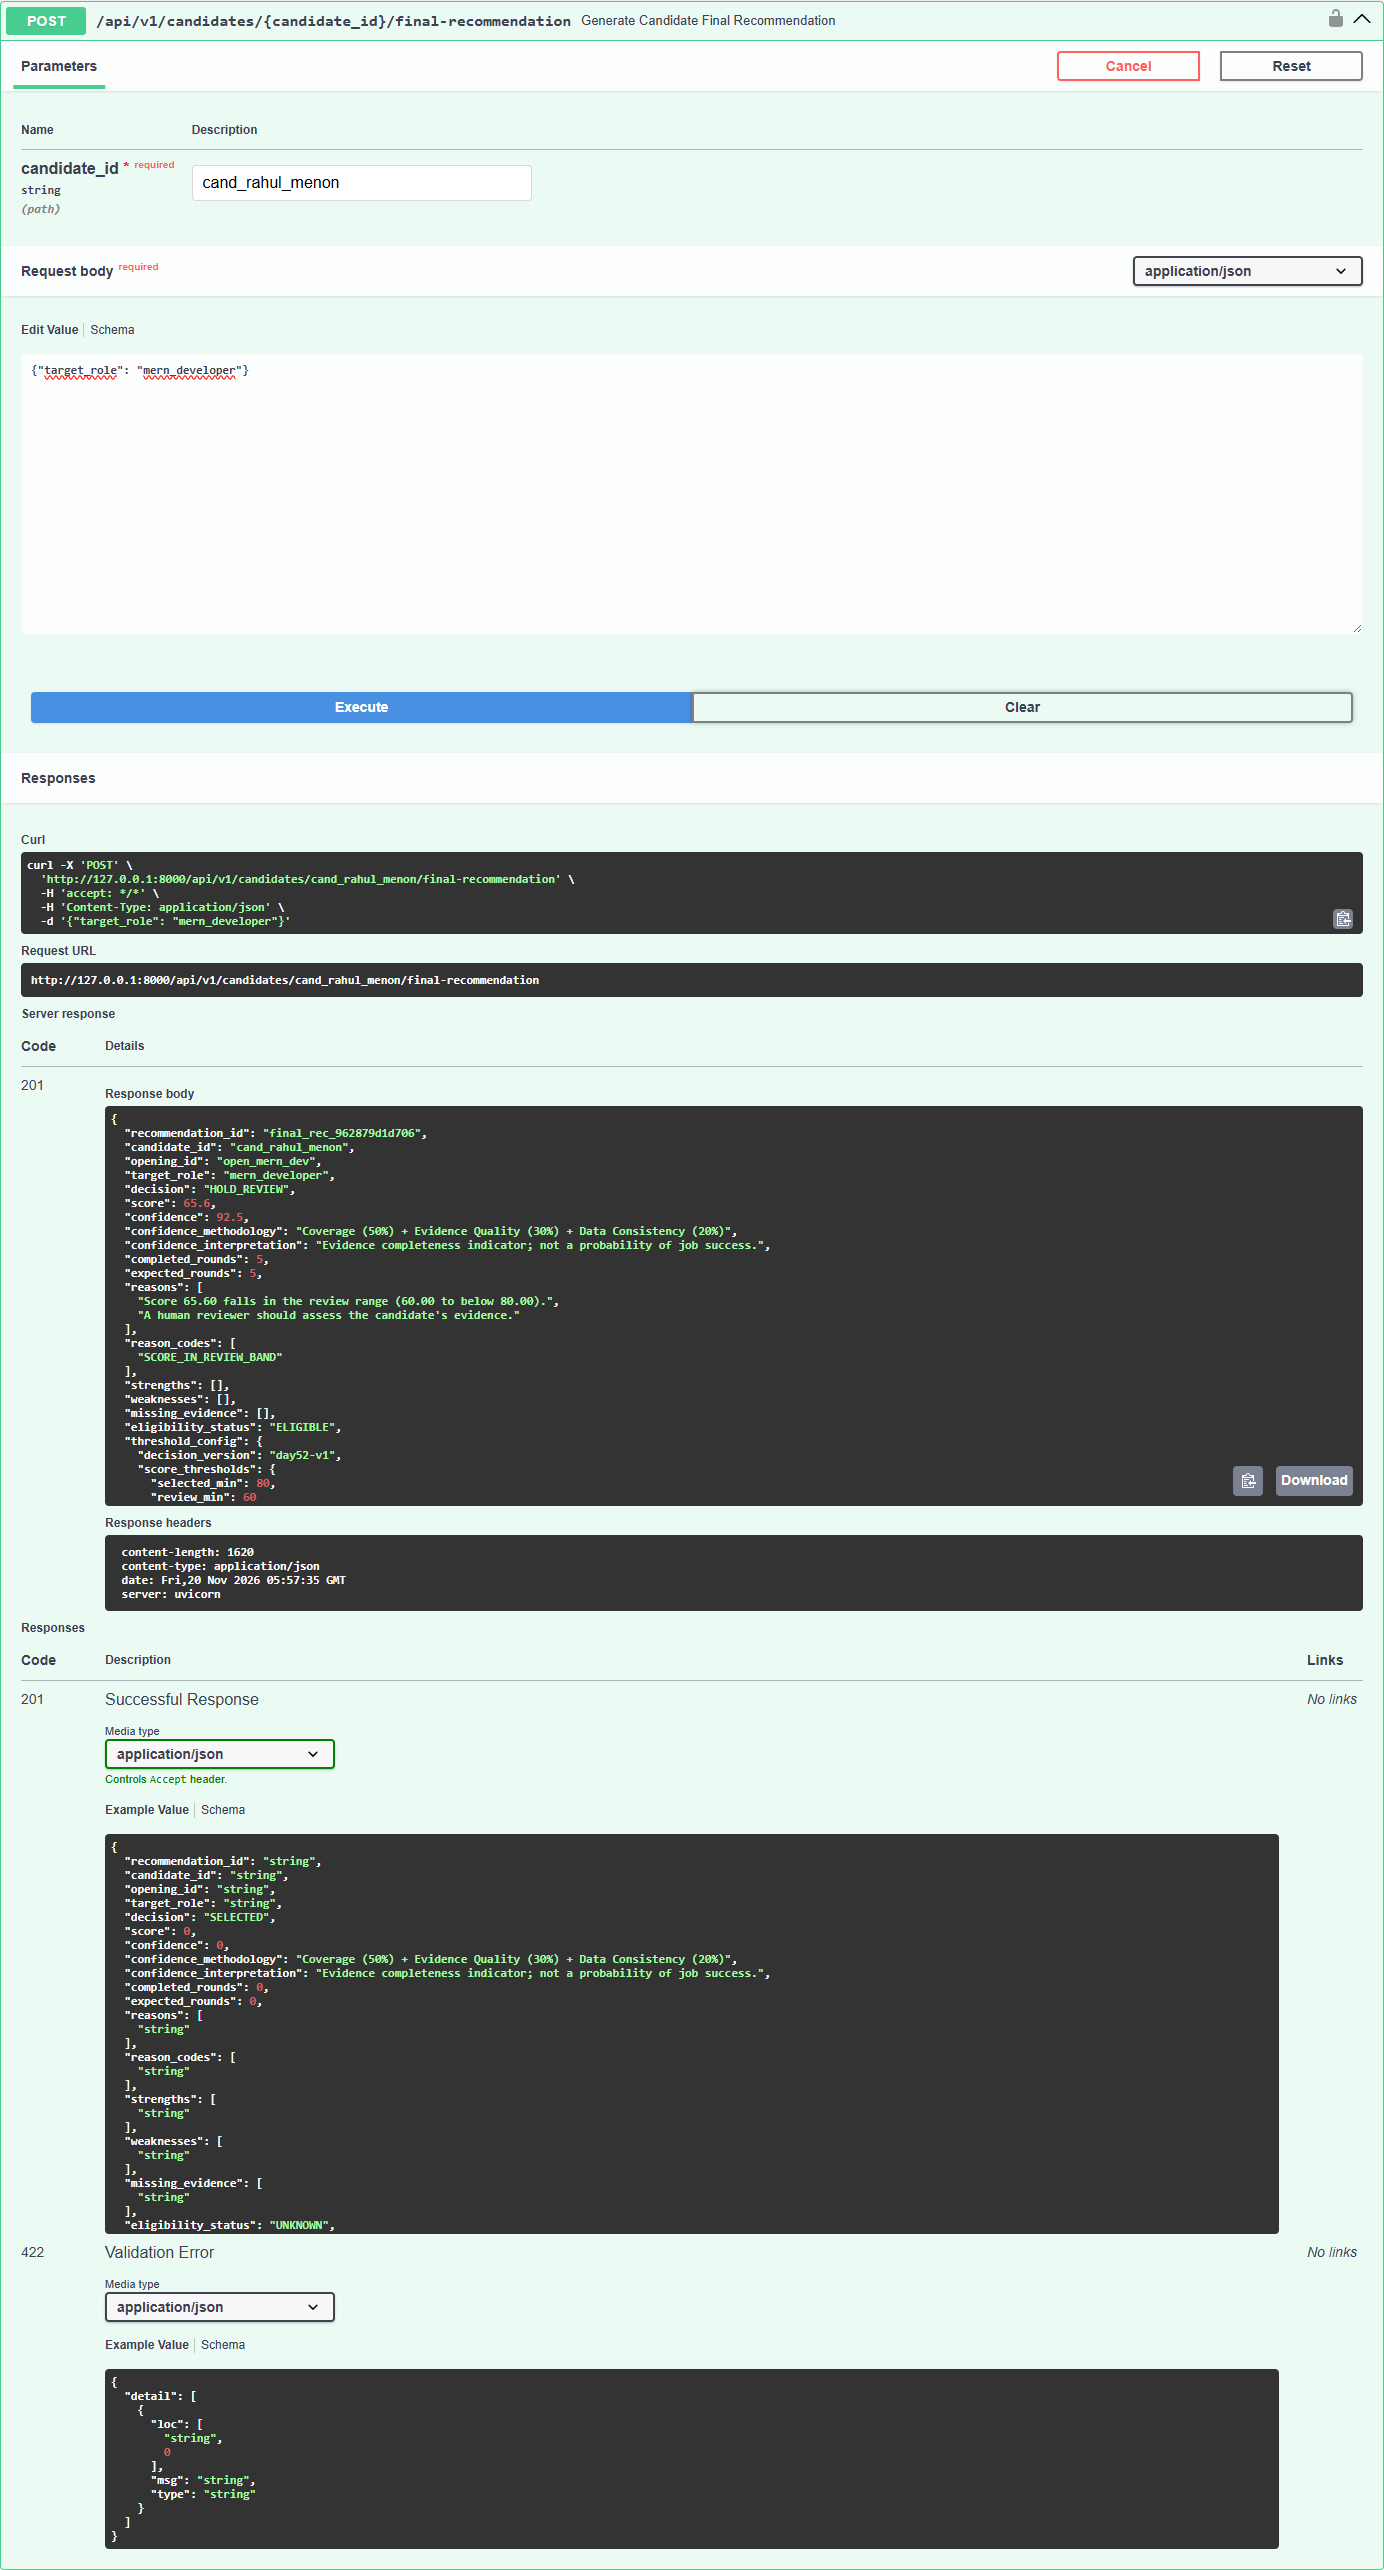 POST /api/v1/candidates/{candidate_id}/final-recommendation Generate Candidate Final Recommendation
Parameters
Cancel
Reset
Name Description
candidate_id * required
string
(path)
cand_rahul_menon
Request body required
application/json
Edit Value Schema
{"target_role": "mern_developer"}
Execute
Clear
Responses
Curl
curl -X 'POST' \
  'http://127.0.0.1:8000/api/v1/candidates/cand_rahul_menon/final-recommendation' \
  -H 'accept: */*' \
  -H 'Content-Type: application/json' \
  -d '{"target_role": "mern_developer"}'
Request URL
http://127.0.0.1:8000/api/v1/candidates/cand_rahul_menon/final-recommendation
Server response
Code Details
201
Response body
{
  "recommendation_id": "final_rec_962879d1d706",
  "candidate_id": "cand_rahul_menon",
  "opening_id": "open_mern_dev",
  "target_role": "mern_developer",
  "decision": "HOLD_REVIEW",
  "score": 65.6,
  "confidence": 92.5,
  "confidence_methodology": "Coverage (50%) + Evidence Quality (30%) + Data Consistency (20%)",
  "confidence_interpretation": "Evidence completeness indicator; not a probability of job success.",
  "completed_rounds": 5,
  "expected_rounds": 5,
  "reasons": [
    "Score 65.60 falls in the review range (60.00 to below 80.00).",
    "A human reviewer should assess the candidate's evidence."
  ],
  "reason_codes": [
    "SCORE_IN_REVIEW_BAND"
  ],
  "strengths": [],
  "weaknesses": [],
  "missing_evidence": [],
  "eligibility_status": "ELIGIBLE",
  "threshold_config": {
    "decision_version": "day52-v1",
    "score_thresholds": {
      "selected_min": 80,
      "review_min": 60
Download
Response headers
content-length: 1620
content-type: application/json
date: Fri,20 Nov 2026 05:57:35 GMT
server: uvicorn
Responses
Code Description Links
201 Successful Response No links
Media type
application/json
Controls Accept header.
Example Value Schema
{
  "recommendation_id": "string",
  "candidate_id": "string",
  "opening_id": "string",
  "target_role": "string",
  "decision": "SELECTED",
  "score": 0,
  "confidence": 0,
  "confidence_methodology": "Coverage (50%) + Evidence Quality (30%) + Data Consistency (20%)",
  "confidence_interpretation": "Evidence completeness indicator; not a probability of job success.",
  "completed_rounds": 0,
  "expected_rounds": 0,
  "reasons": [
    "string"
  ],
  "reason_codes": [
    "string"
  ],
  "strengths": [
    "string"
  ],
  "weaknesses": [
    "string"
  ],
  "missing_evidence": [
    "string"
  ],
  "eligibility_status": "UNKNOWN",
422 Validation Error No links
Media type
application/json
Example Value Schema
{
  "detail": [
    {
      "loc": [
        "string",
        0
      ],
      "msg": "string",
      "type": "string"
    }
  ]
}